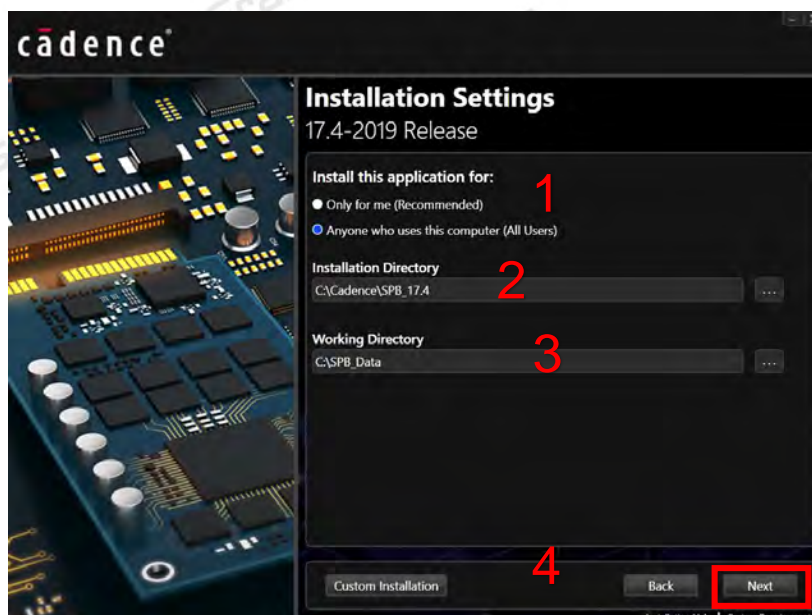 cādence®
Installation Settings
17.4-2019 Release
Install this application for:
1
Only for me (Recommended)
Anyone who uses this computer (All Users)
Installation Directory
2
C:\Cadence\SPB_17.4
...
Working Directory
3
C:\SPB_Data
...
4
Custom Installation
Back
Next